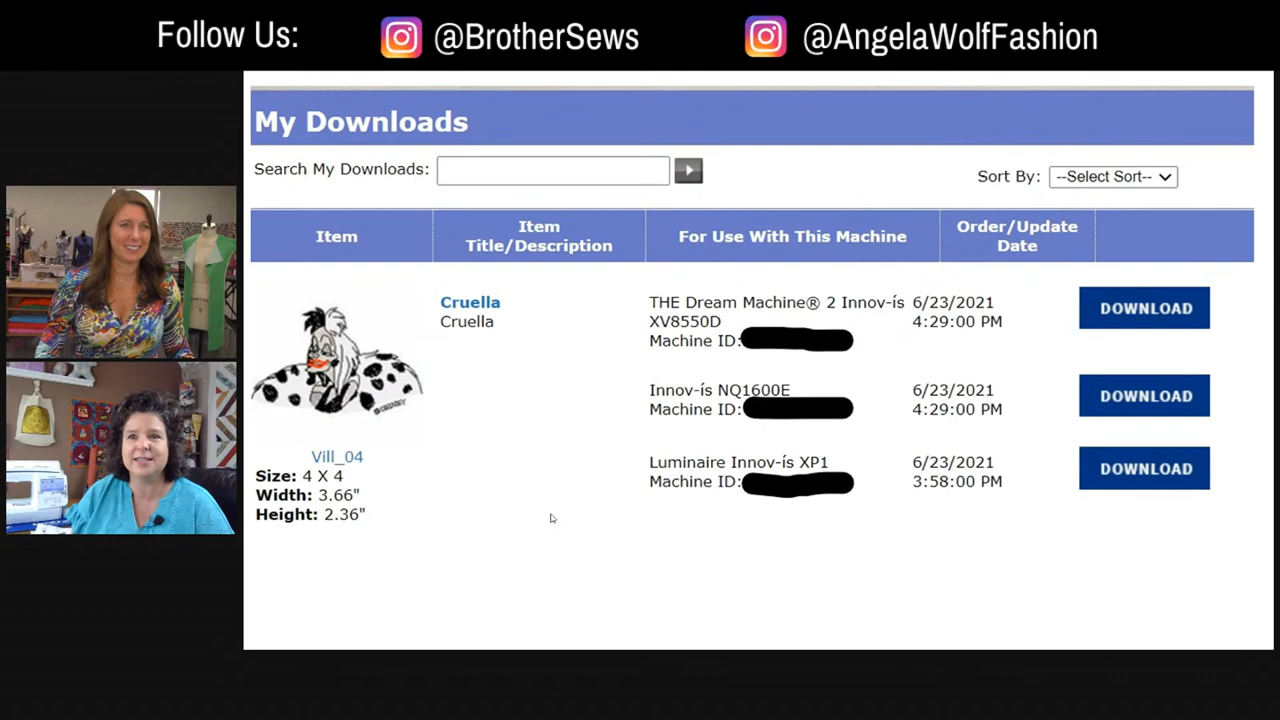 Follow Us: @BrotherSews @AngelaWolfFashion
My Downloads
Search My Downloads:
Sort By: --Select Sort--
Item
Item
Title/Description
For Use With This Machine
Order/Update
Date
Cruella
Cruella
THE Dream Machine® 2 Innov-ís
XV8550D
Machine ID:
6/23/2021
4:29:00 PM
DOWNLOAD
Innov-ís NQ1600E
Machine ID:
6/23/2021
4:29:00 PM
DOWNLOAD
Vill_04
Size: 4 X 4
Width: 3.66"
Height: 2.36"
Luminaire Innov-ís XP1
Machine ID:
6/23/2021
3:58:00 PM
DOWNLOAD